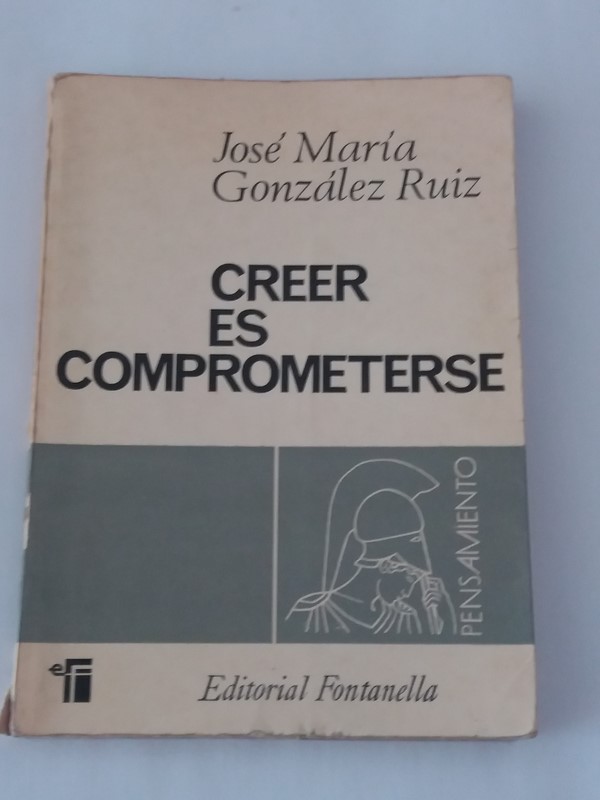 José María
González Ruiz
CREER
ES
COMPROMETERSE
PENSAMIENTO
ef
Editorial Fontanella